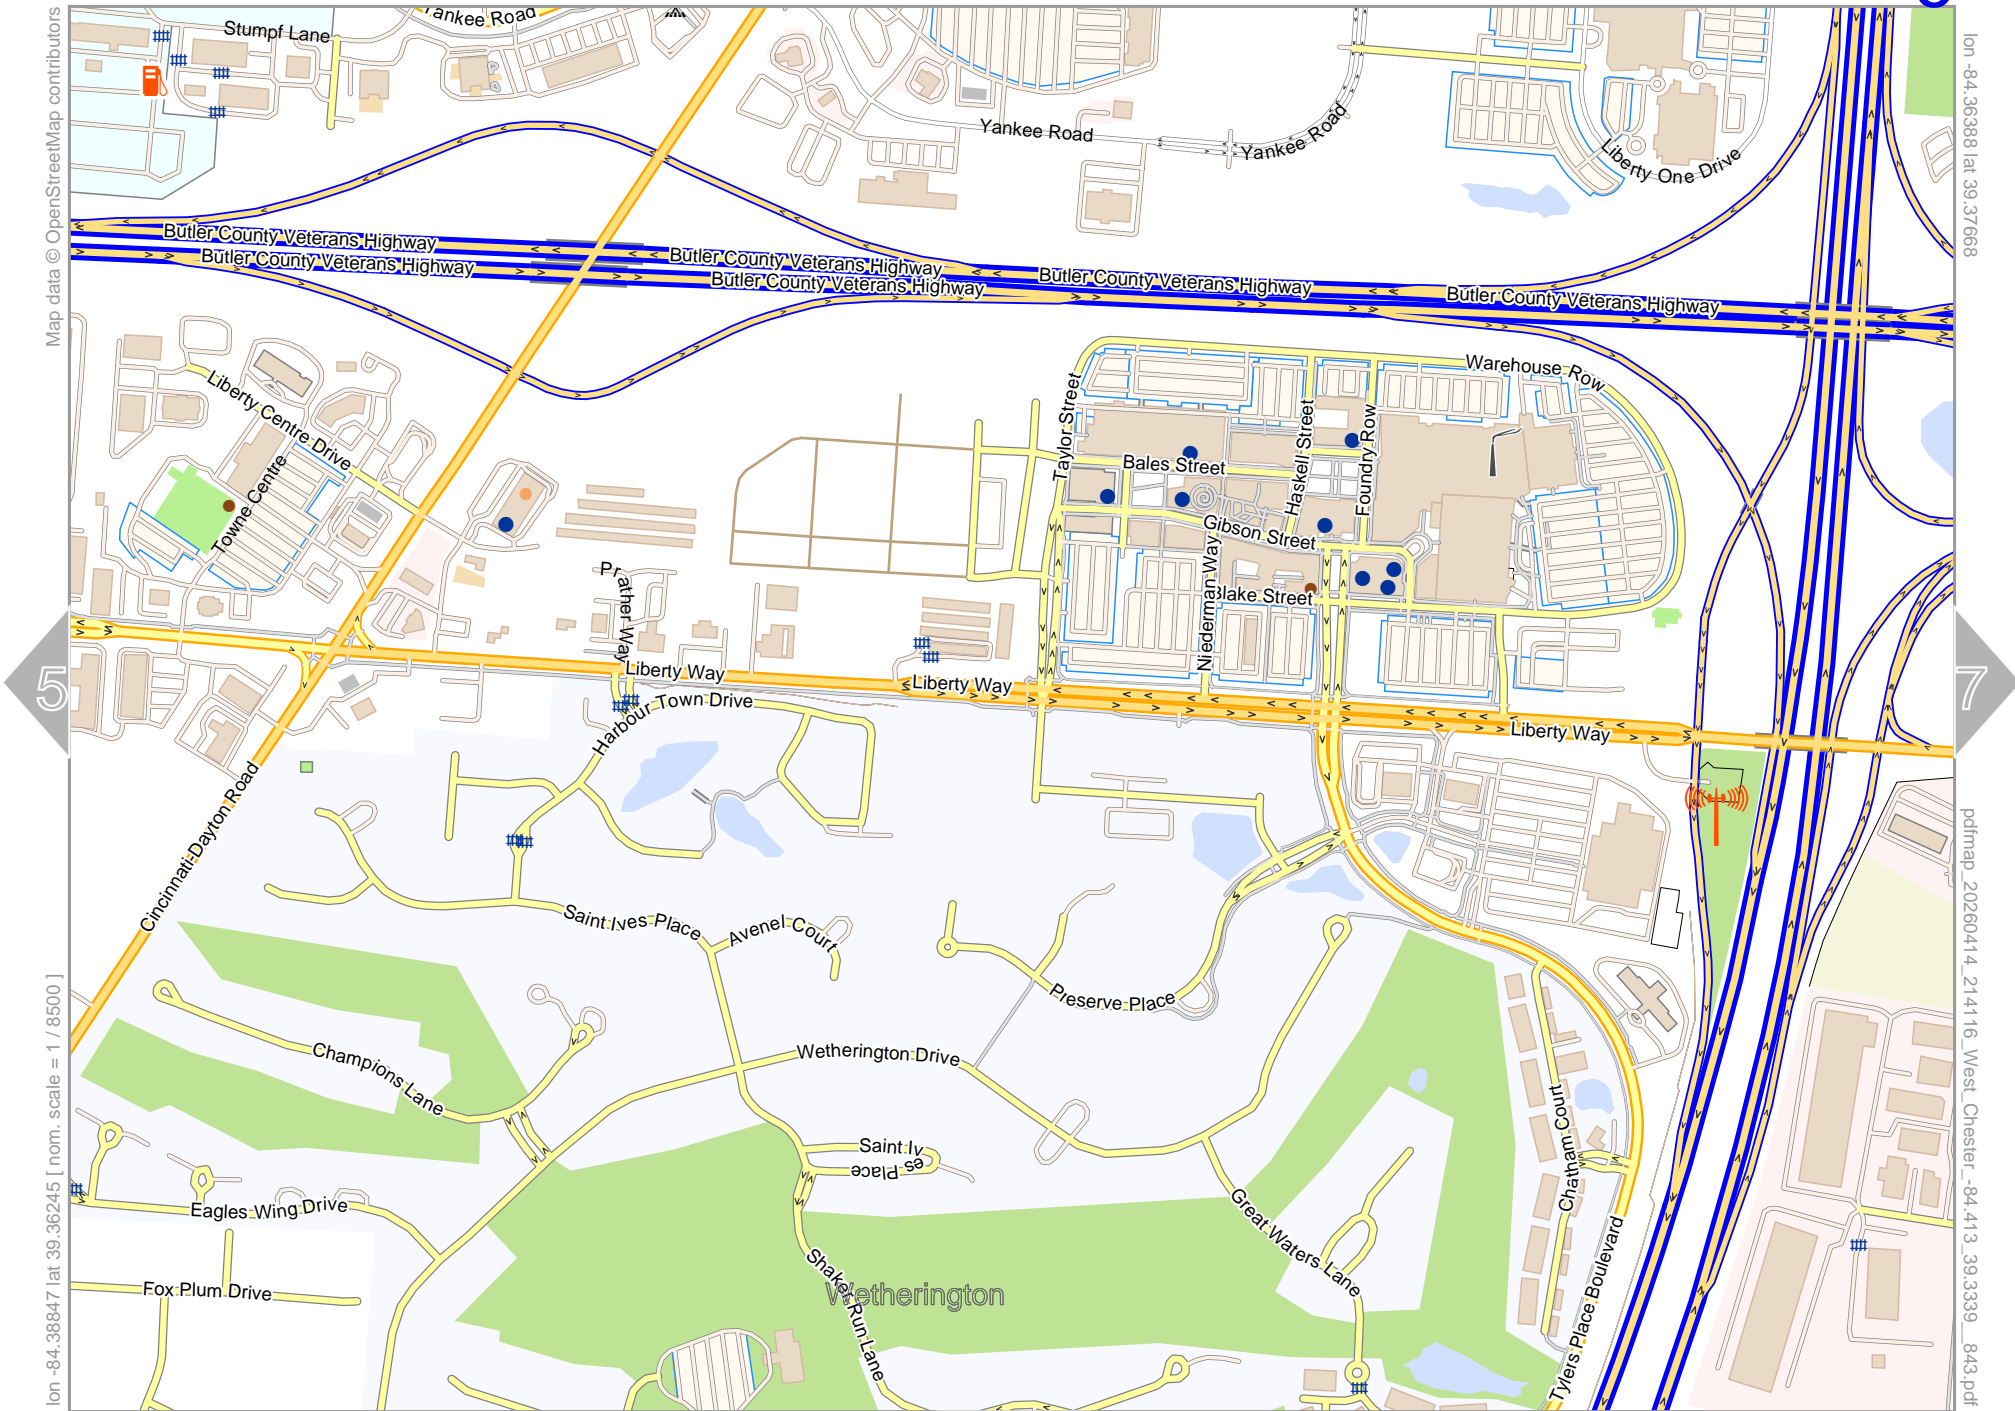 Yankee Road
Stumpf Lane
Yankee Road
Yankee Road
Liberty One Drive
Butler County Veterans Highway
Butler County Veterans Highway
Butler County Veterans Highway
Butler County Veterans Highway
Butler County Veterans Highway
Butler County Veterans Highway
Warehouse Row
Liberty Centre Drive
Towne Centre
Taylor Street
Bales Street
Haskell Street
Foundry Row
Gibson Street
Niederman Way
Blake Street
Prather Way
Liberty Way
Liberty Way
Liberty Way
Harbour Town Drive
Cincinnati-Dayton Road
Saint Ives Place
Avenel Court
Preserve Place
Wetherington Drive
Champions Lane
Saint Iv
es Place
Eagles Wing Drive
Fox Plum Drive
Great Waters Lane
Chatham Court
Shaker Run Lane
Wetherington
Tylers Place Boulevard
5
7
Map data © OpenStreetMap contributors
lon -84.38847 lat 39.36245 [ nom. scale = 1 / 8500 ]
lon -84.36388 lat 39.37668
pdfmap_20260414_214116_West_Chester_-84.413_39.3339__843.pdf